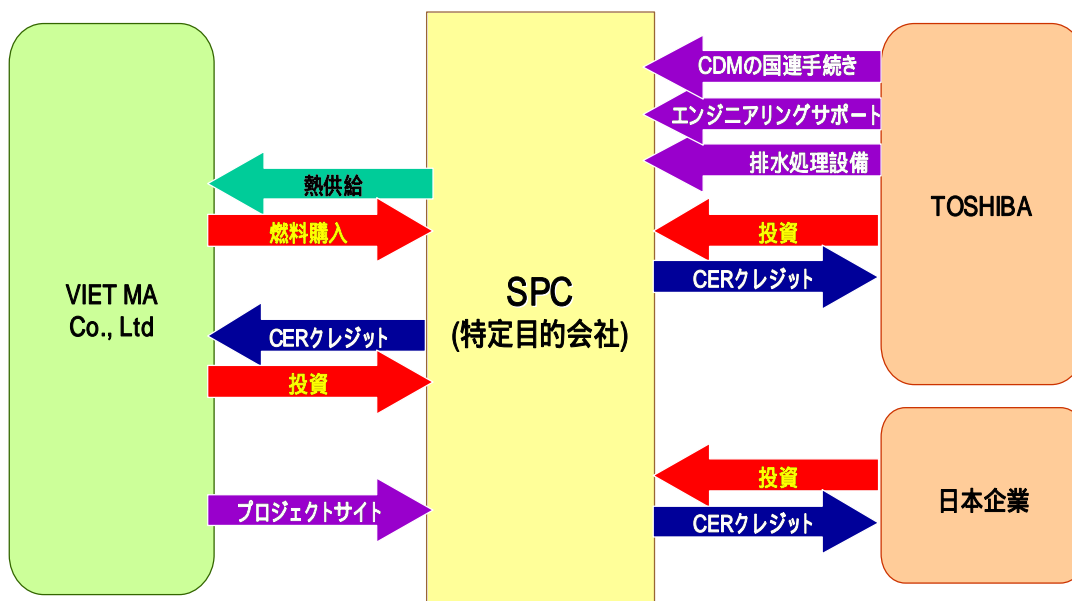 VIET MA
Co., Ltd
熱供給
燃料購入
CERクレジット
投資
プロジェクトサイト
SPC
(特定目的会社)
CDMの国連手続き
エンジニアリングサポート
排水処理設備
投資
CERクレジット
TOSHIBA
投資
CERクレジット
日本企業